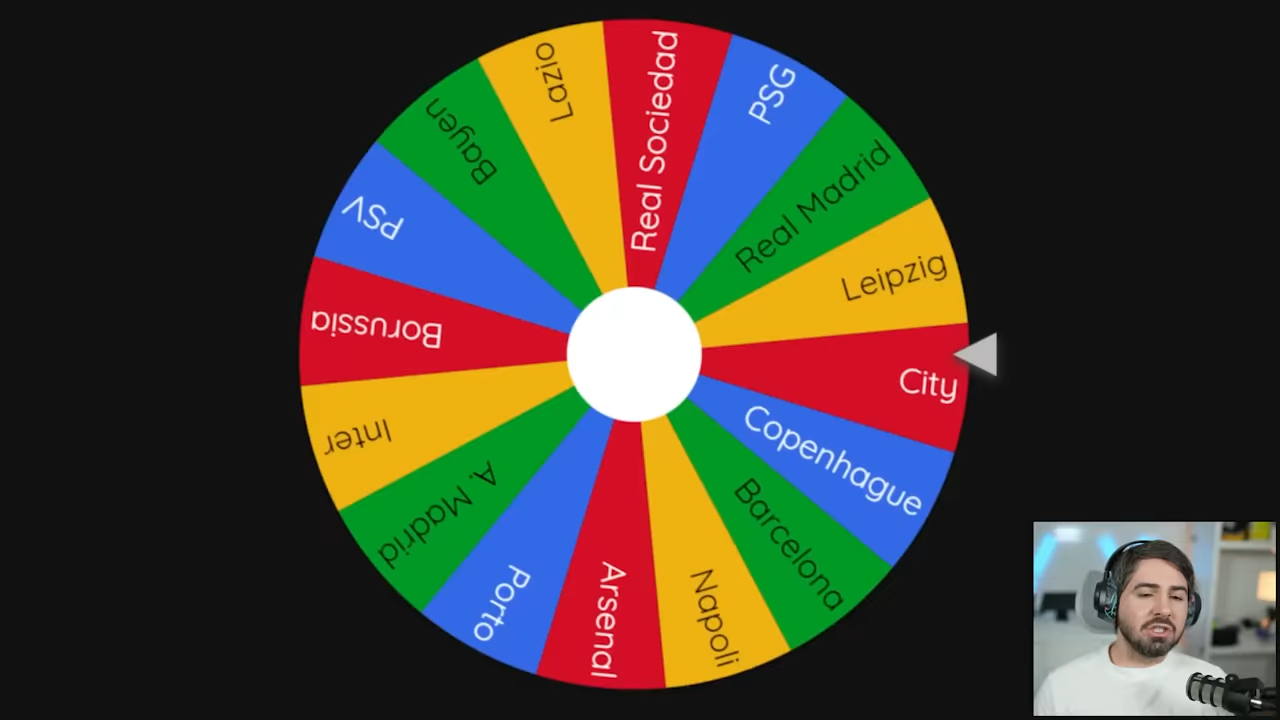 Real Sociedad
PSG
Real Madrid
Leipzig
City
Copenhague
Barcelona
Napoli
Arsenal
Porto
A. Madrid
Inter
Borussia
PSV
Bayen
Lazio